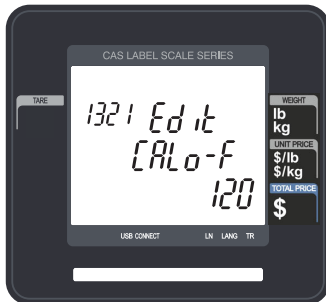 CAS LABEL SCALE SERIES
TARE
1321 Edit
CALo-F
120
WEIGHT
lb
kg
UNIT PRICE
$/lb
$/kg
TOTAL PRICE
$
USB CONNECT LN LANG TR